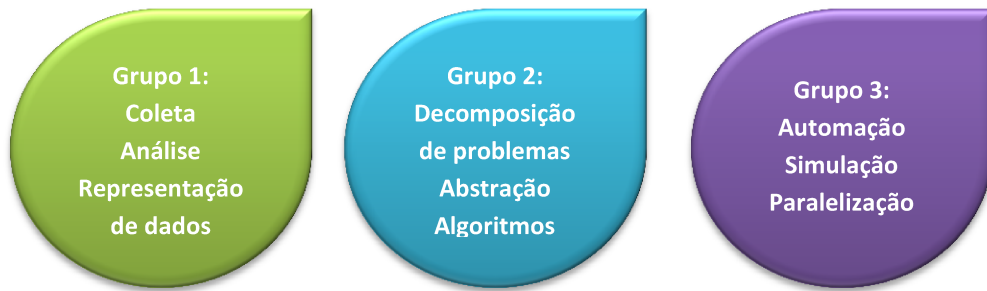 Grupo 1:
Coleta
Análise
Representação
de dados
Grupo 2:
Decomposição
de problemas
Abstração
Algoritmos
Grupo 3:
Automação
Simulação
Paralelização